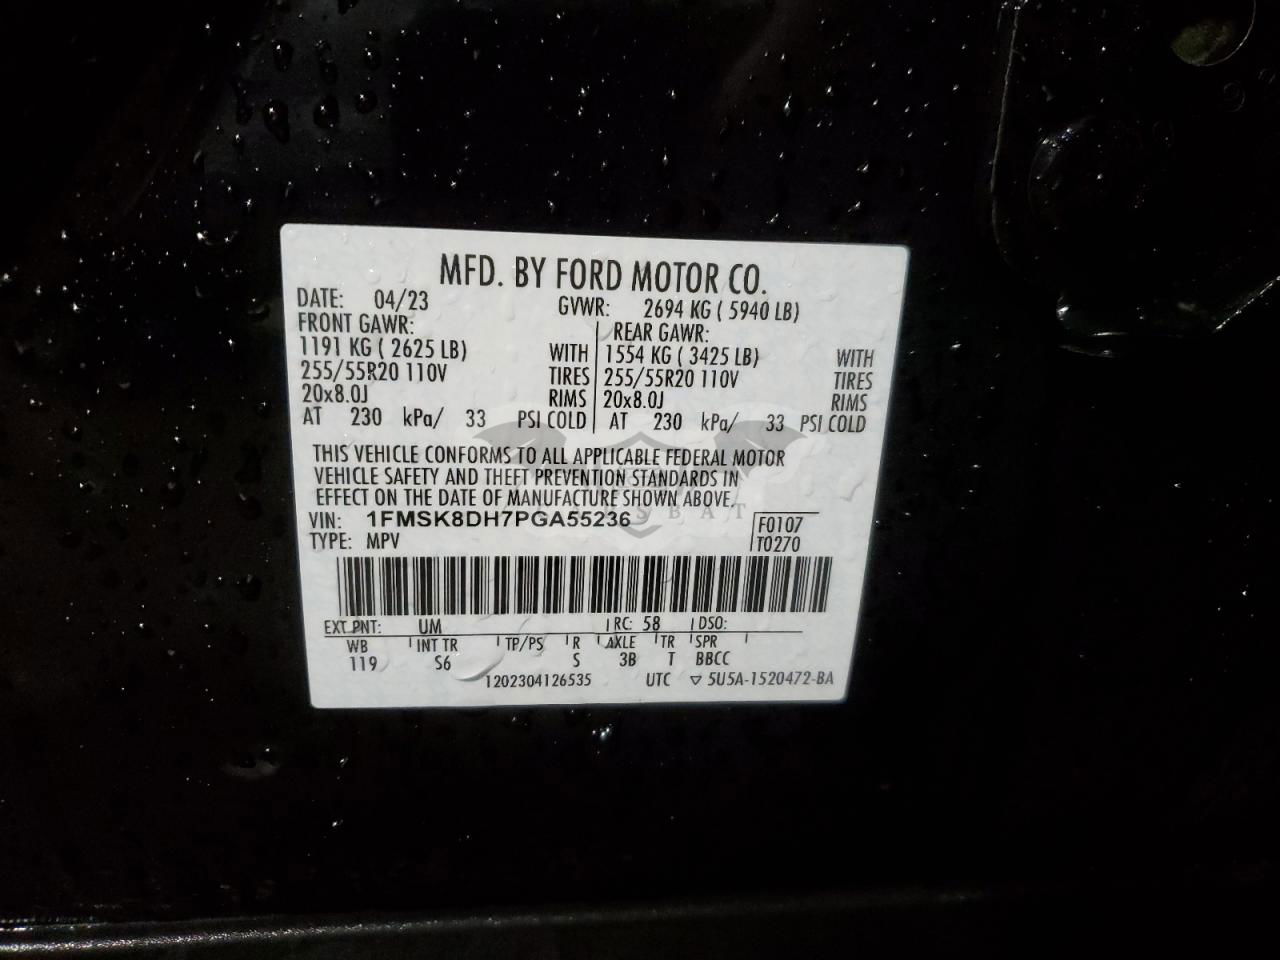 MFD. BY FORD MOTOR CO.
DATE: 04/23 GVWR: 2694 KG ( 5940 LB)
FRONT GAWR: REAR GAWR:
1191 KG ( 2625 LB) WITH 1554 KG ( 3425 LB) WITH
255/55R20 110V TIRES 255/55R20 110V TIRES
20x8.0J RIMS 20x8.0J RIMS
AT 230 kPa/ 33 PSI COLD AT 230 kPa/ 33 PSI COLD
THIS VEHICLE CONFORMS TO ALL APPLICABLE FEDERAL MOTOR
VEHICLE SAFETY AND THEFT PREVENTION STANDARDS IN
EFFECT ON THE DATE OF MANUFACTURE SHOWN ABOVE.
VIN: 1FMSK8DH7PGA55236 F0107
TYPE: MPV T0270
EXT PNT: UM RC: 58 DSO:
WB INT TR TP/PS R AXLE TR SPR
119 S6 S 3B T BBCC
1202304126535 UTC ▽ 5U5A-1520472-BA